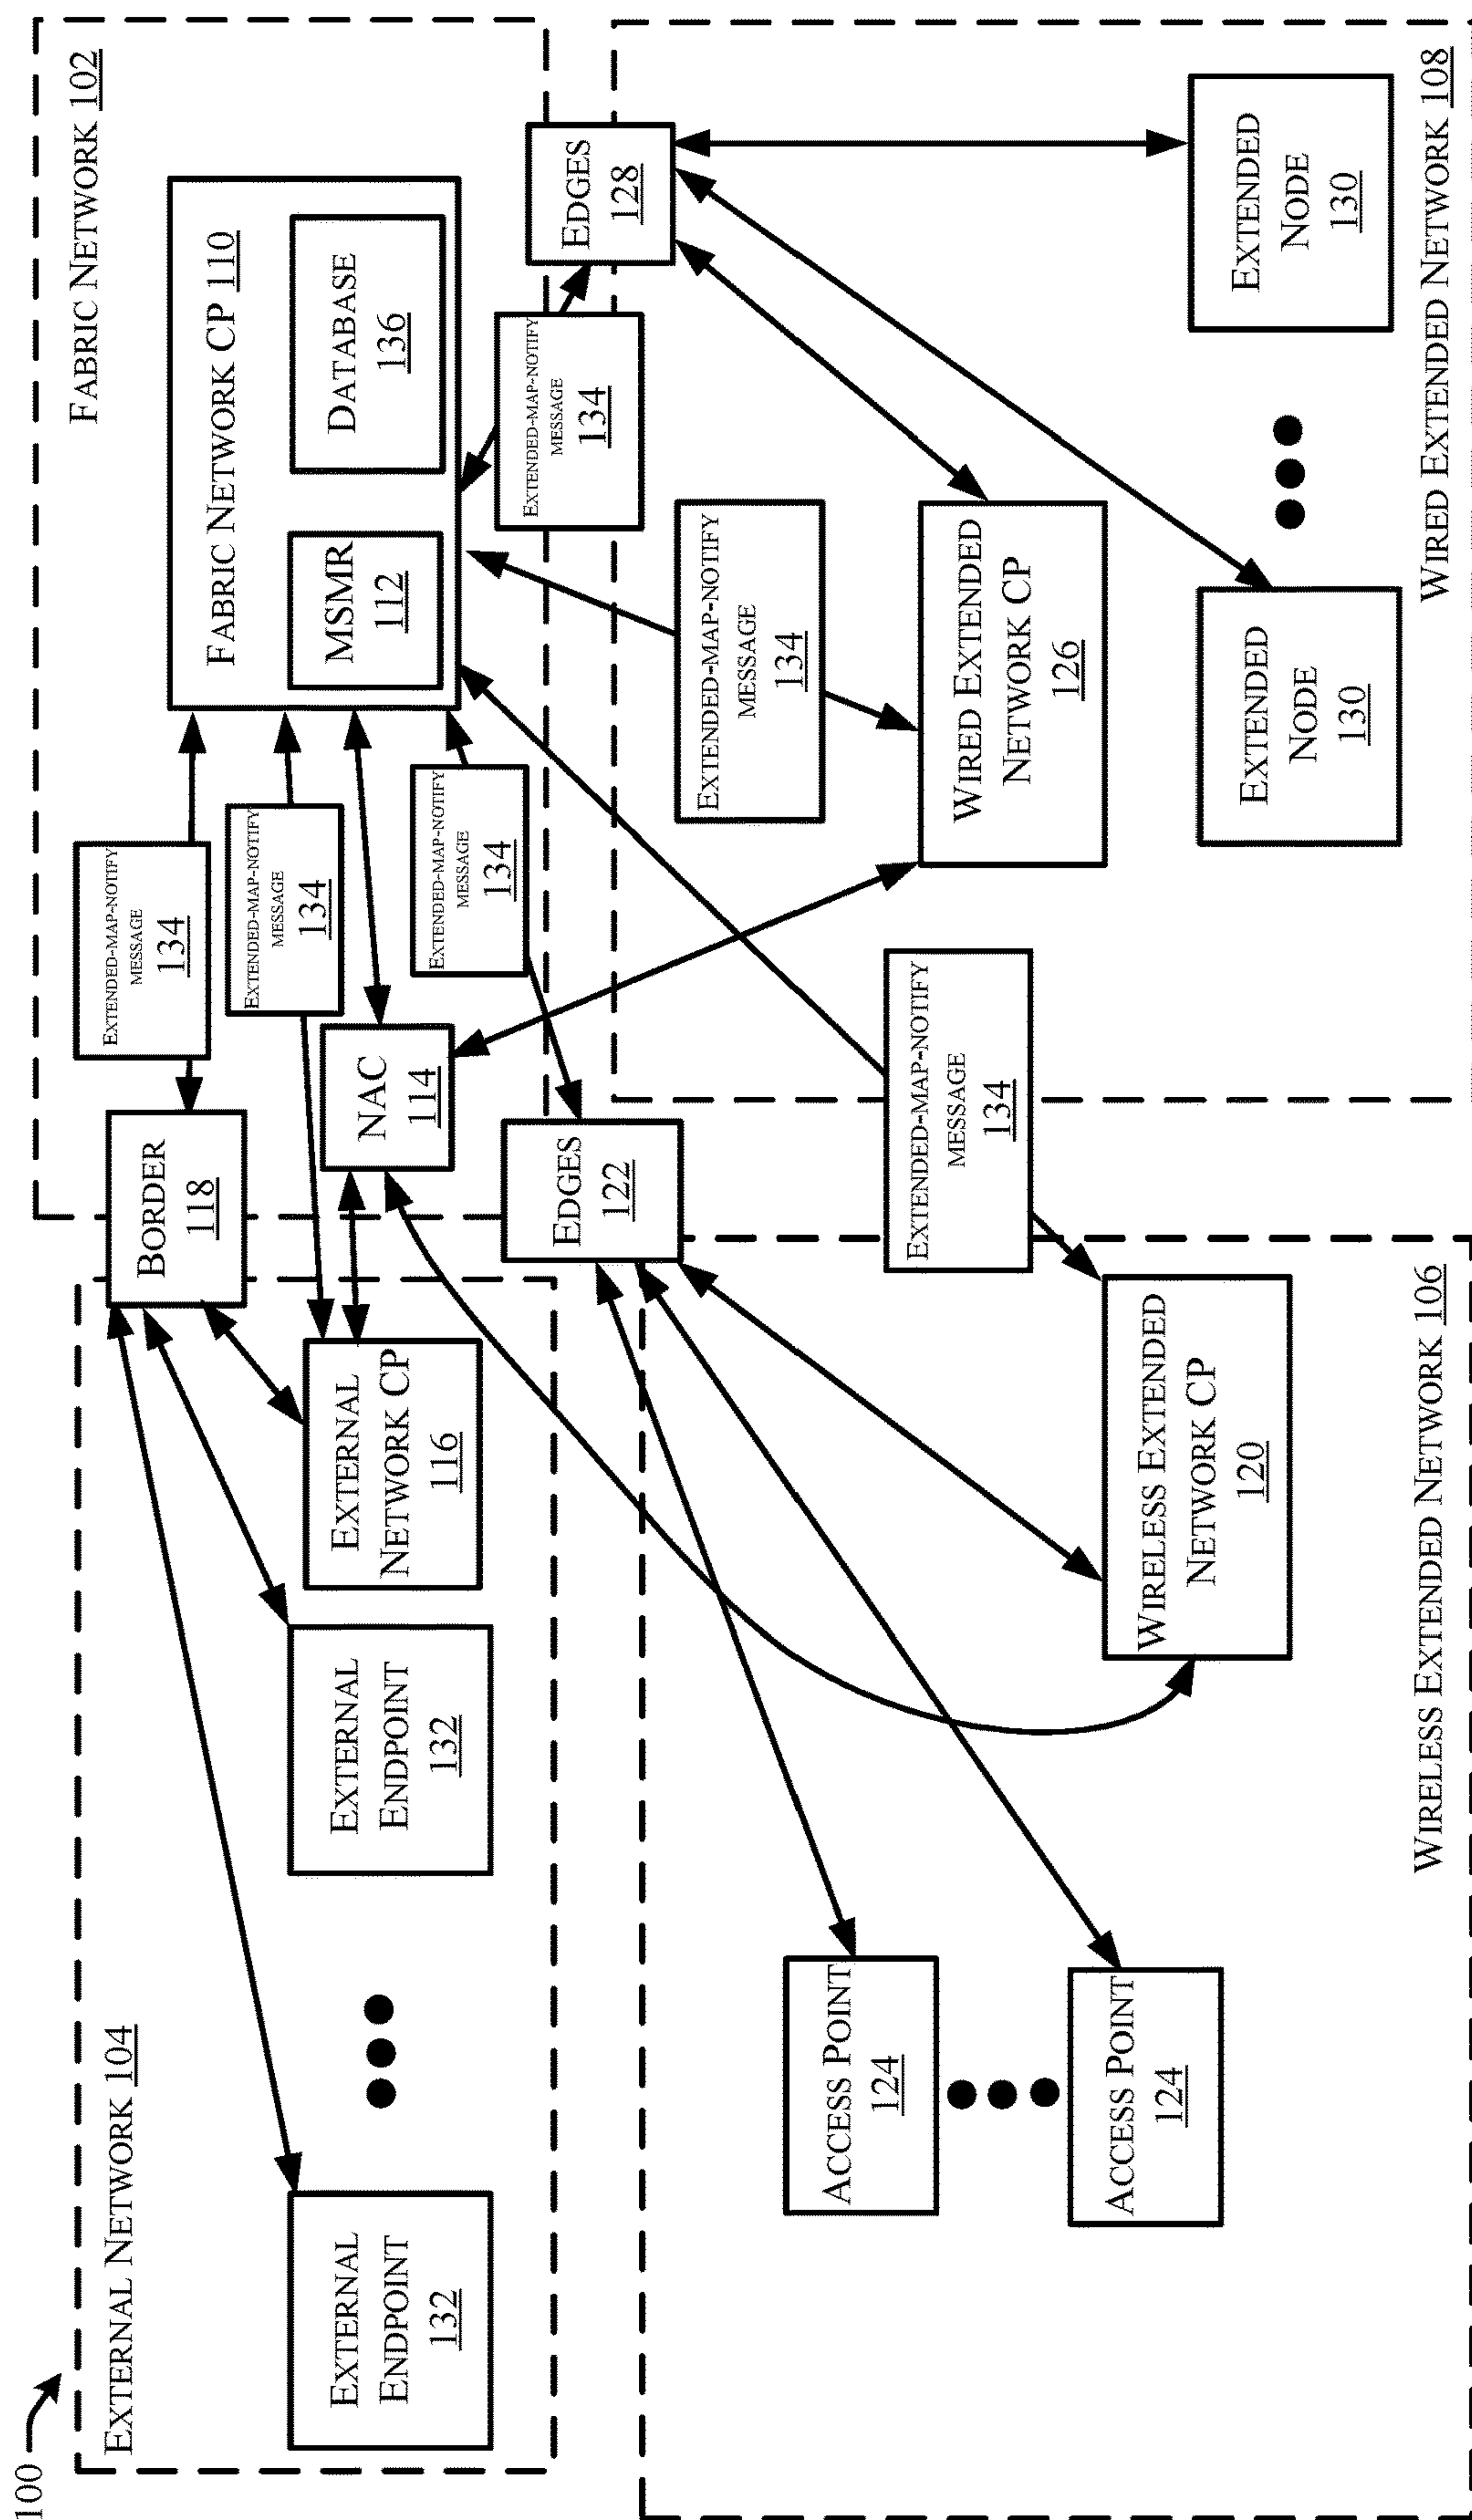 100
EXTERNAL NETWORK 104
EXTERNAL
ENDPOINT
132
EXTERNAL
ENDPOINT
132
EXTERNAL
NETWORK CP
116
BORDER
118
EXTENDED-MAP-NOTIFY
MESSAGE
134
EXTENDED-MAP-NOTIFY
MESSAGE
134
NAC
114
EXTENDED-MAP-NOTIFY
MESSAGE
134
FABRIC NETWORK 102
FABRIC NETWORK CP 110
MSMR
112
DATABASE
136
EXTENDED-MAP-NOTIFY
MESSAGE
134
EDGES
128
EDGES
122
ACCESS POINT
124
ACCESS POINT
124
WIRELESS EXTENDED
NETWORK CP
120
WIRELESS EXTENDED NETWORK 106
EXTENDED-MAP-NOTIFY
MESSAGE
134
EXTENDED-MAP-NOTIFY
MESSAGE
134
WIRED EXTENDED
NETWORK CP
126
EXTENDED
NODE
130
EXTENDED
NODE
130
WIRED EXTENDED NETWORK 108